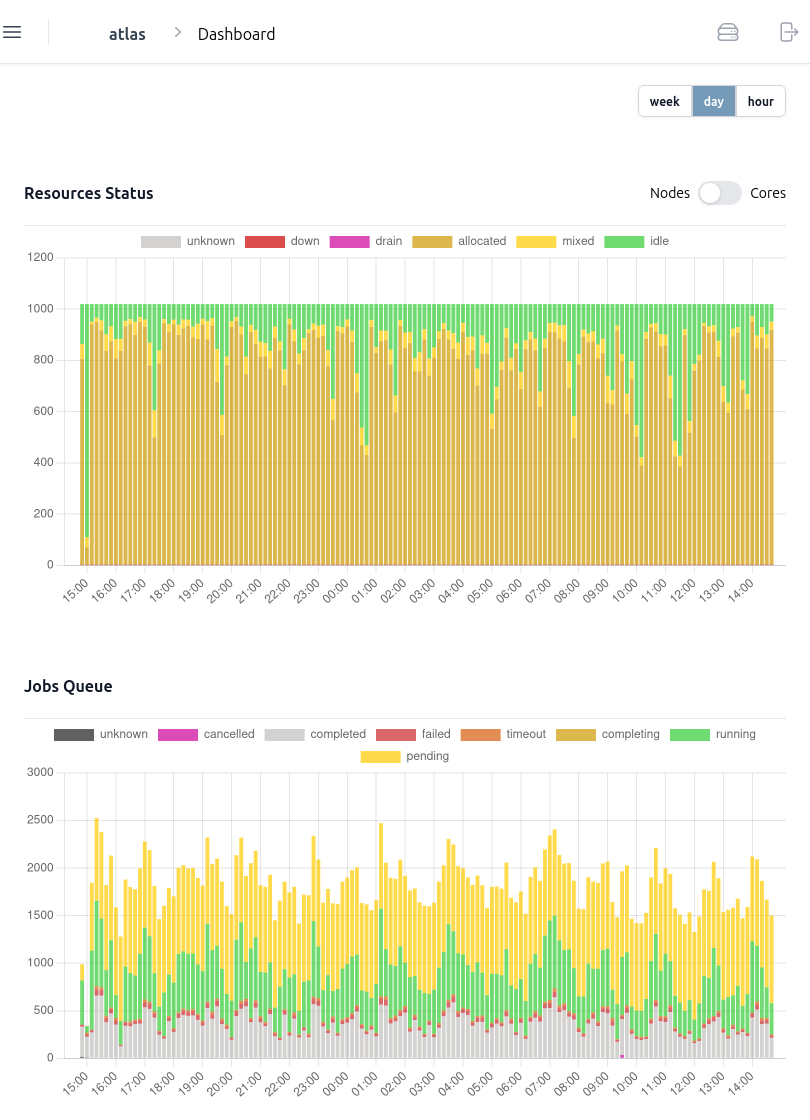 atlas Dashboard
week day hour
Resources Status Nodes Cores
unknown down drain allocated mixed idle
1200
1000
800
600
400
200
0
15:00 16:00 17:00 18:00 19:00 20:00 21:00 22:00 23:00 00:00 01:00 02:00 03:00 04:00 05:00 06:00 07:00 08:00 09:00 10:00 11:00 12:00 13:00 14:00
Jobs Queue
unknown cancelled completed failed timeout completing running
pending
3000
2500
2000
1500
1000
500
0
15:00 16:00 17:00 18:00 19:00 20:00 21:00 22:00 23:00 00:00 01:00 02:00 03:00 04:00 05:00 06:00 07:00 08:00 09:00 10:00 11:00 12:00 13:00 14:00